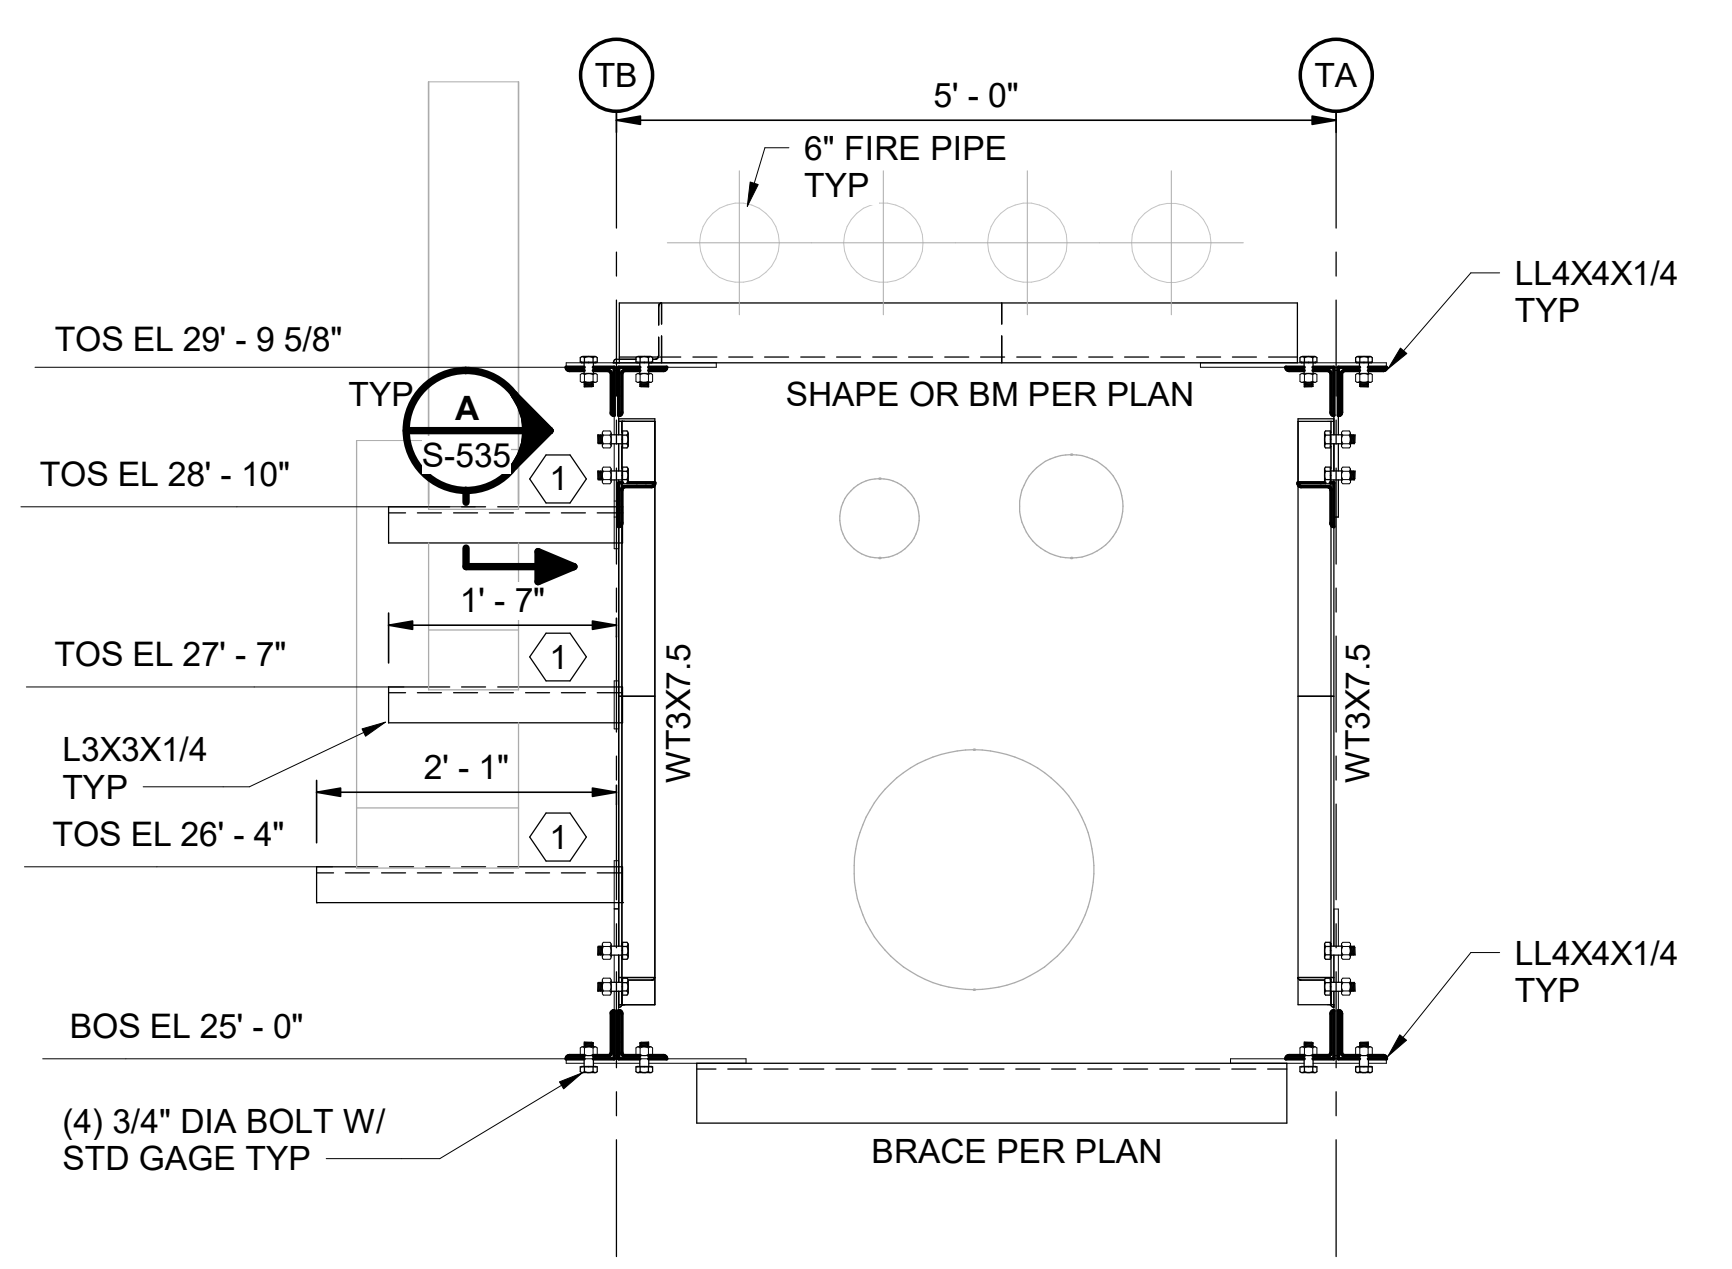 TB
TA
5' - 0"
6" FIRE PIPE
TYP
LL4X4X1/4
TYP
TOS EL 29' - 9 5/8"
SHAPE OR BM PER PLAN
TYP
A
S-535
TOS EL 28' - 10"
1
1' - 7"
TOS EL 27' - 7"
1
WT3X7.5
WT3X7.5
L3X3X1/4
TYP
2' - 1"
TOS EL 26' - 4"
1
LL4X4X1/4
TYP
BOS EL 25' - 0"
(4) 3/4" DIA BOLT W/
STD GAGE TYP
BRACE PER PLAN